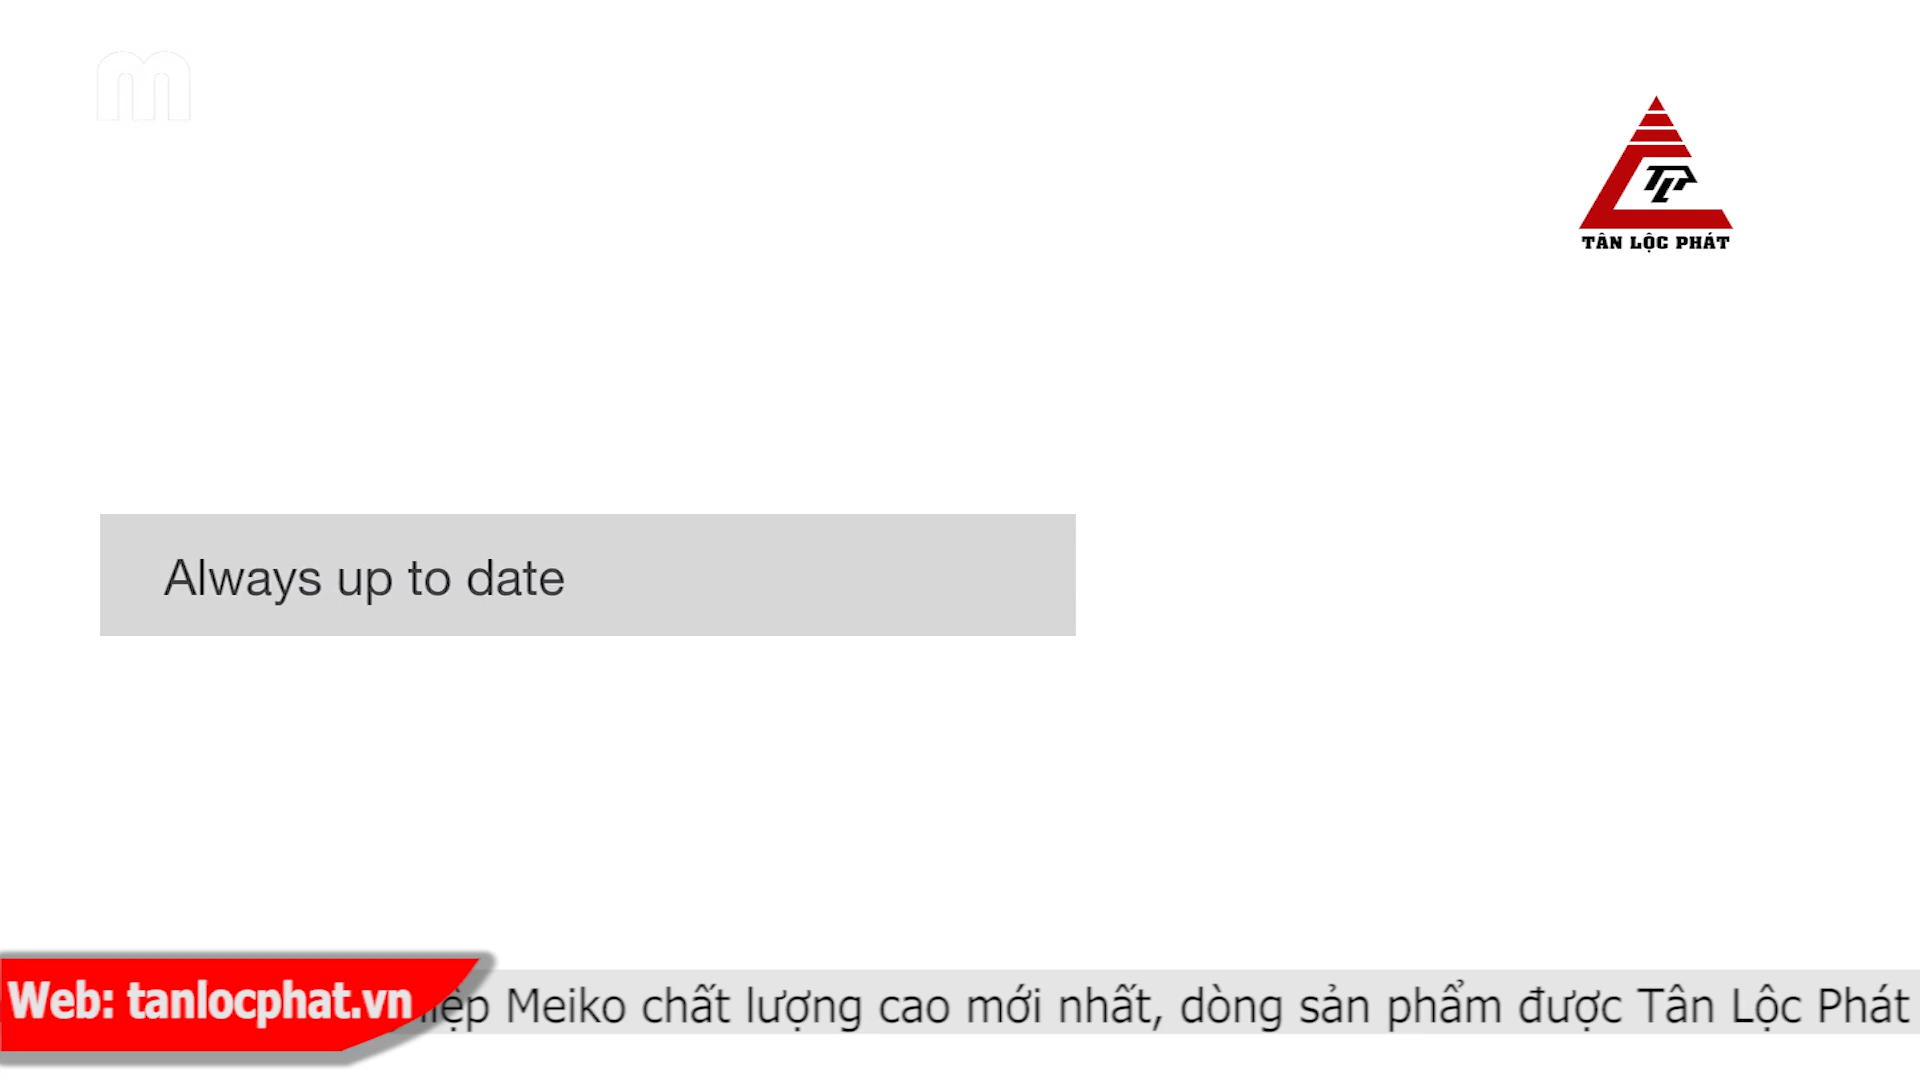 m
TLP
TÂN LỘC PHÁT
Always up to date
Web: tanlocphat.vn
Meiko chất lượng cao mới nhất, dòng sản phẩm được Tân Lộc Phát